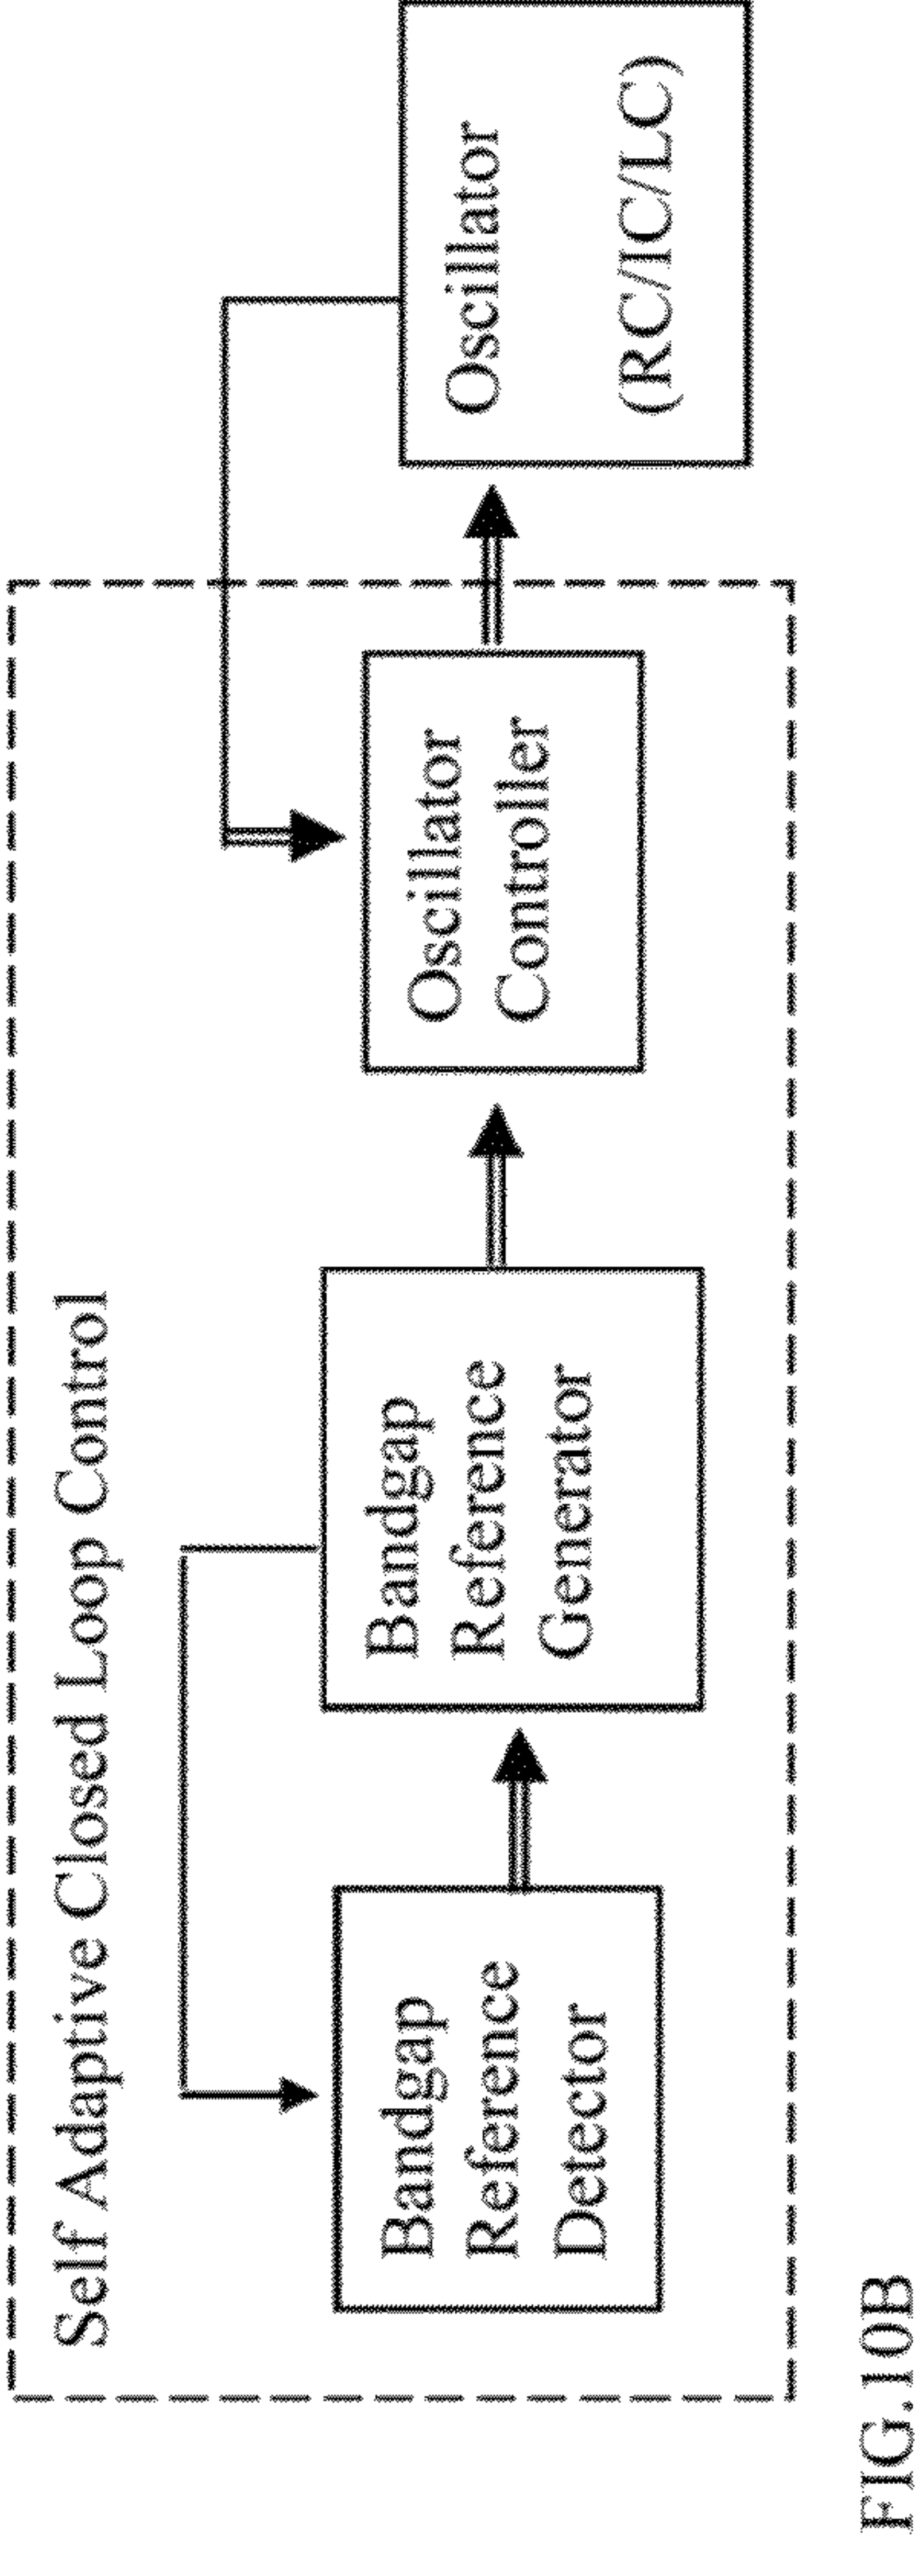 Self Adaptive Closed Loop Control
Bandgap
Reference
Detector
Bandgap
Reference
Generator
Oscillator
Controller
Oscillator
(RC/IC/LC)
FIG.10B